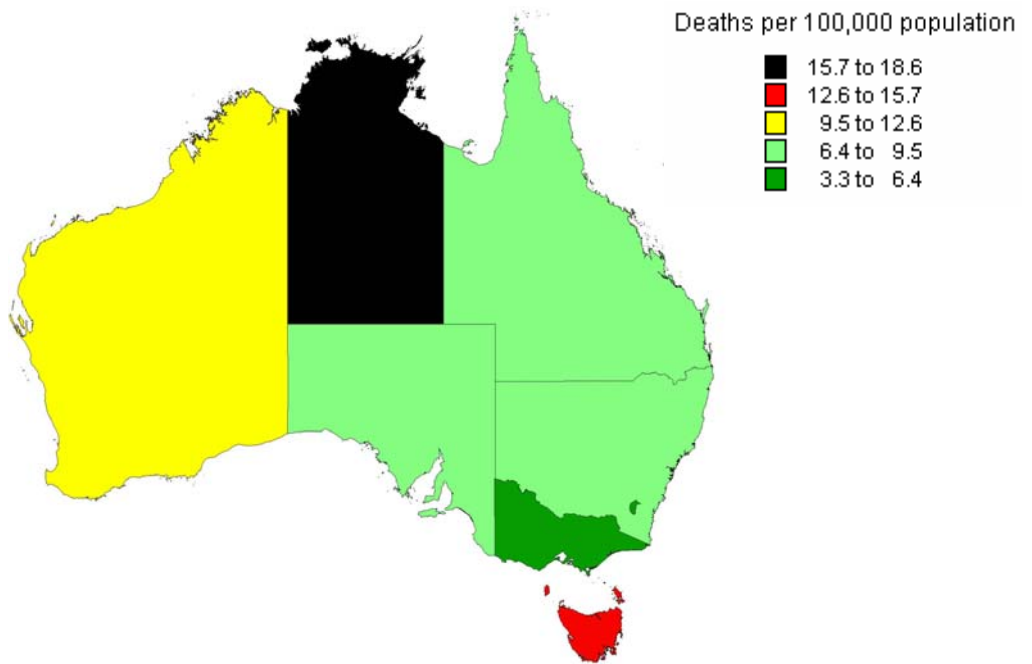 Deaths per 100,000 population
15.7 to 18.6
12.6 to 15.7
9.5 to 12.6
6.4 to 9.5
3.3 to 6.4